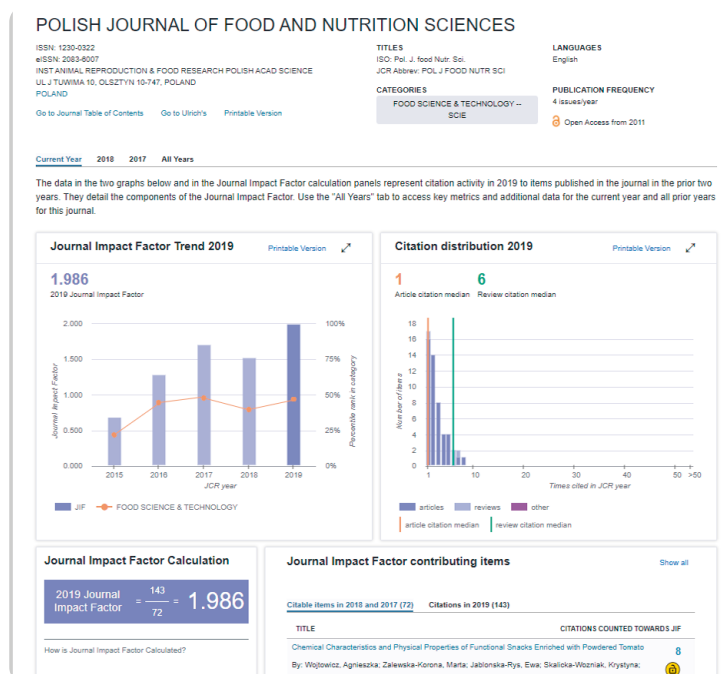 POLISH JOURNAL OF FOOD AND NUTRITION SCIENCES
ISSN: 1230-0322
eISSN: 2083-6007
INST ANIMAL REPRODUCTION & FOOD RESEARCH POLISH ACAD SCIENCE
UL J TUWIMA 10, OLSZTYN 10-747, POLAND
POLAND
Go to Journal Table of Contents Go to Ulrich's Printable Version
TITLES
ISO: Pol. J. food Nutr. Sci.
JCR Abbrev: POL J FOOD NUTR SCI
CATEGORIES
FOOD SCIENCE & TECHNOLOGY --
SCIE
LANGUAGES
English
PUBLICATION FREQUENCY
4 issues/year
Open Access from 2011
Current Year 2018 2017 All Years
The data in the two graphs below and in the Journal Impact Factor calculation panels represent citation activity in 2019 to items published in the journal in the prior two
years. They detail the components of the Journal Impact Factor. Use the "All Years" tab to access key metrics and additional data for the current year and all prior years
for this journal.
Journal Impact Factor Trend 2019 Printable Version
1.986
2019 Journal Impact Factor
2.000
1.500
1.000
0.500
0.000
Journal Impact Factor
100%
75%
50%
25%
0%
Percentile rank in category
2015 2016 2017 2018 2019
JCR year
JIF FOOD SCIENCE & TECHNOLOGY
Citation distribution 2019 Printable Version
1 6
Article citation median Review citation median
18
16
14
12
10
8
6
4
2
0
Number of items
1 10 20 30 40 50 >50
Times cited in JCR year
articles reviews other
article citation median review citation median
Journal Impact Factor Calculation
2019 Journal
Impact Factor
= 143
72
= 1.986
How is Journal Impact Factor Calculated?
Journal Impact Factor contributing items Show all
Citable items in 2018 and 2017 (72) Citations in 2019 (143)
TITLE CITATIONS COUNTED TOWARDS JIF
Chemical Characteristics and Physical Properties of Functional Snacks Enriched with Powdered Tomato 8
By: Wojtowicz, Agnieszka; Zalewska-Korona, Marta; Jablonska-Rys, Ewa; Skalicka-Wozniak, Krystyna;